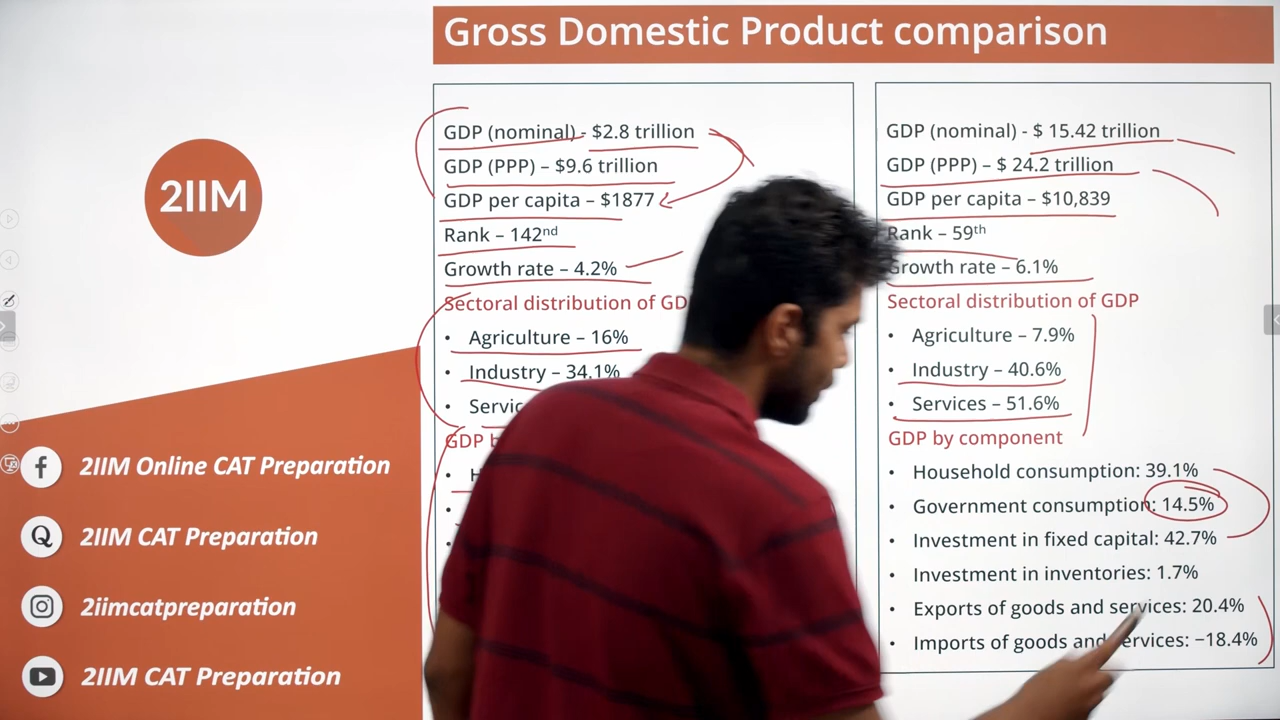 Gross Domestic Product comparison
2IIM
GDP (nominal) - $2.8 trillion
GDP (PPP) – $9.6 trillion
GDP per capita – $1877
Rank – 142nd
Growth rate – 4.2%
Sectoral distribution of GD
• Agriculture – 16%
• Industry – 34.1%
• Servic
GDP b
GDP (nominal) - $ 15.42 trillion
GDP (PPP) – $ 24.2 trillion
GDP per capita – $10,839
Rank – 59th
Growth rate – 6.1%
Sectoral distribution of GDP
• Agriculture – 7.9%
• Industry – 40.6%
• Services – 51.6%
GDP by component
• Household consumption: 39.1%
• Government consumption: 14.5%
• Investment in fixed capital: 42.7%
• Investment in inventories: 1.7%
• Exports of goods and services: 20.4%
• Imports of goods and services: −18.4%
2IIM Online CAT Preparation
2IIM CAT Preparation
2iimcatpreparation
2IIM CAT Preparation